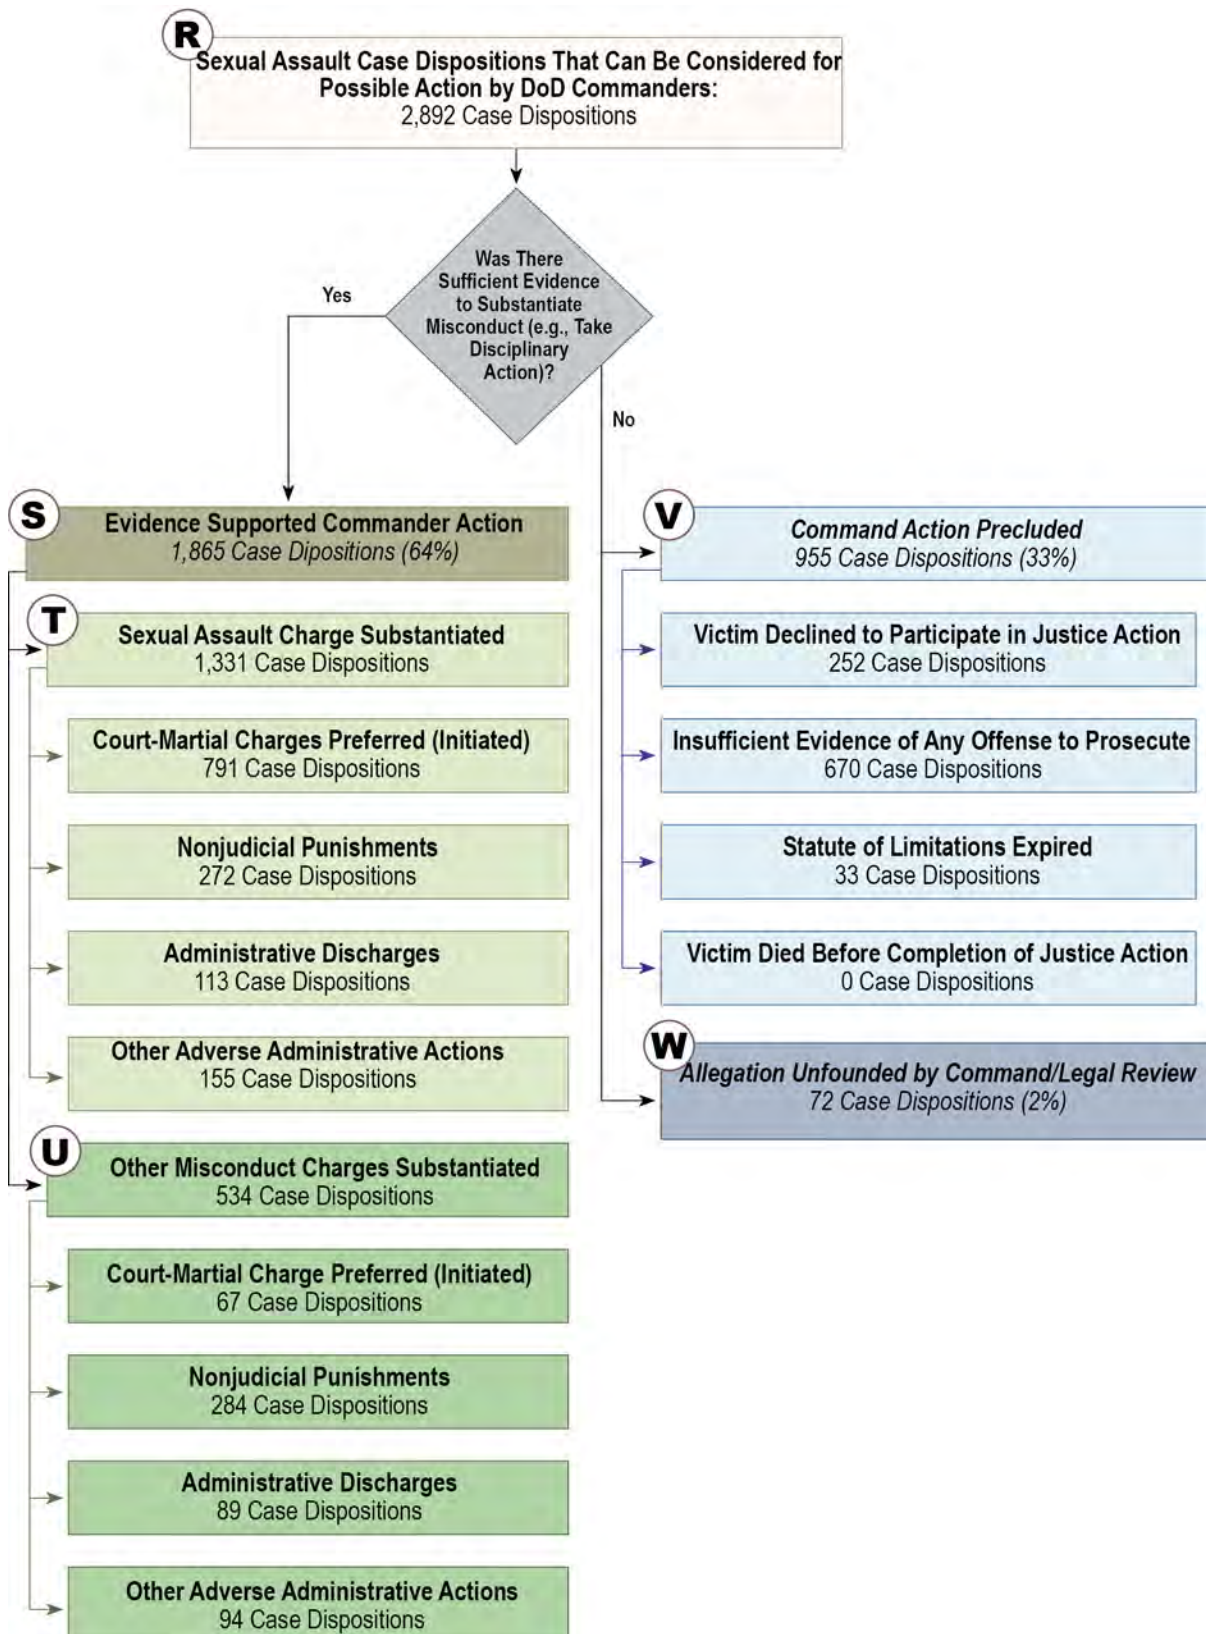 R
Sexual Assault Case Dispositions That Can Be Considered for
Possible Action by DoD Commanders:
2,892 Case Dispositions
Was There
Sufficient Evidence
to Substantiate
Misconduct (e.g., Take
Disciplinary
Action)?
Yes
No
S
Evidence Supported Commander Action
1,865 Case Dipositions (64%)
T
Sexual Assault Charge Substantiated
1,331 Case Dispositions
Court-Martial Charges Preferred (Initiated)
791 Case Dispositions
Nonjudicial Punishments
272 Case Dispositions
Administrative Discharges
113 Case Dispositions
Other Adverse Administrative Actions
155 Case Dispositions
U
Other Misconduct Charges Substantiated
534 Case Dispositions
Court-Martial Charge Preferred (Initiated)
67 Case Dispositions
Nonjudicial Punishments
284 Case Dispositions
Administrative Discharges
89 Case Dispositions
Other Adverse Administrative Actions
94 Case Dispositions
V
Command Action Precluded
955 Case Dispositions (33%)
Victim Declined to Participate in Justice Action
252 Case Dispositions
Insufficient Evidence of Any Offense to Prosecute
670 Case Dispositions
Statute of Limitations Expired
33 Case Dispositions
Victim Died Before Completion of Justice Action
0 Case Dispositions
W
Allegation Unfounded by Command/Legal Review
72 Case Dispositions (2%)